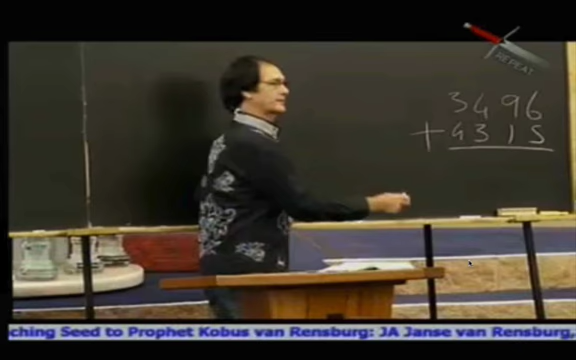 REPEAT
3496
+ 4315
ching Seed to Prophet Kobus van Rensburg: JA Janse van Rensburg,